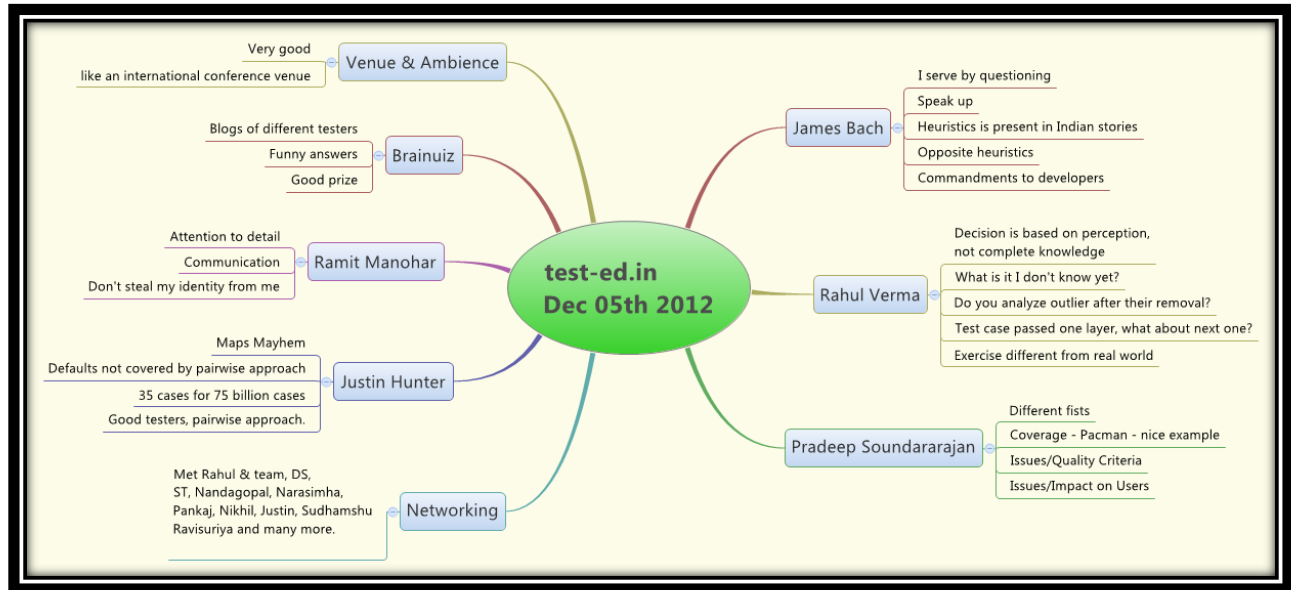 test-ed.in
Dec 05th 2012
Venue & Ambience
Very good
like an international conference venue
Brainuiz
Blogs of different testers
Funny answers
Good prize
Ramit Manohar
Attention to detail
Communication
Don't steal my identity from me
Justin Hunter
Maps Mayhem
Defaults not covered by pairwise approach
35 cases for 75 billion cases
Good testers, pairwise approach.
Networking
Met Rahul & team, DS,
ST, Nandagopal, Narasimha,
Pankaj, Nikhil, Justin, Sudhamshu
Ravisuriya and many more.
James Bach
I serve by questioning
Speak up
Heuristics is present in Indian stories
Opposite heuristics
Commandments to developers
Rahul Verma
Decision is based on perception,
not complete knowledge
What is it I don't know yet?
Do you analyze outlier after their removal?
Test case passed one layer, what about next one?
Exercise different from real world
Pradeep Soundararajan
Different fists
Coverage - Pacman - nice example
Issues/Quality Criteria
Issues/Impact on Users